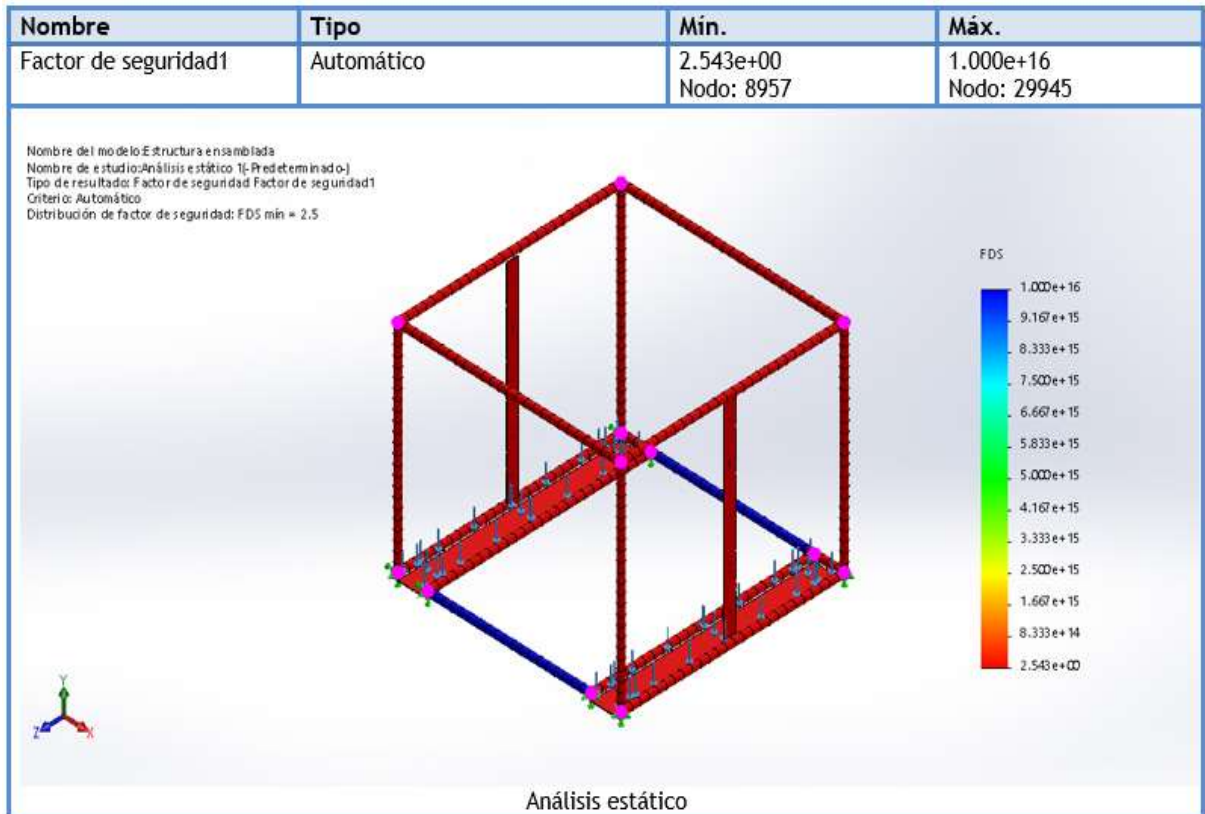 Nombre Tipo Mín. Máx.
Factor de seguridad1 Automático 2.543e+00 1.000e+16
Nodo: 8957 Nodo: 29945
Nombre del modelo:Estructura ensamblada
Nombre de estudio:Análisis estático 1(-Predeterminado-)
Tipo de resultado: Factor de seguridad Factor de seguridad1
Criterio: Automático
Distribución de factor de seguridad: FDS mín = 2.5
FDS
1.000e+16
9.167e+15
8.333e+15
7.500e+15
6.667e+15
5.833e+15
5.000e+15
4.167e+15
3.333e+15
2.500e+15
1.667e+15
8.333e+14
2.543e+00
Y
Z
X
Análisis estático